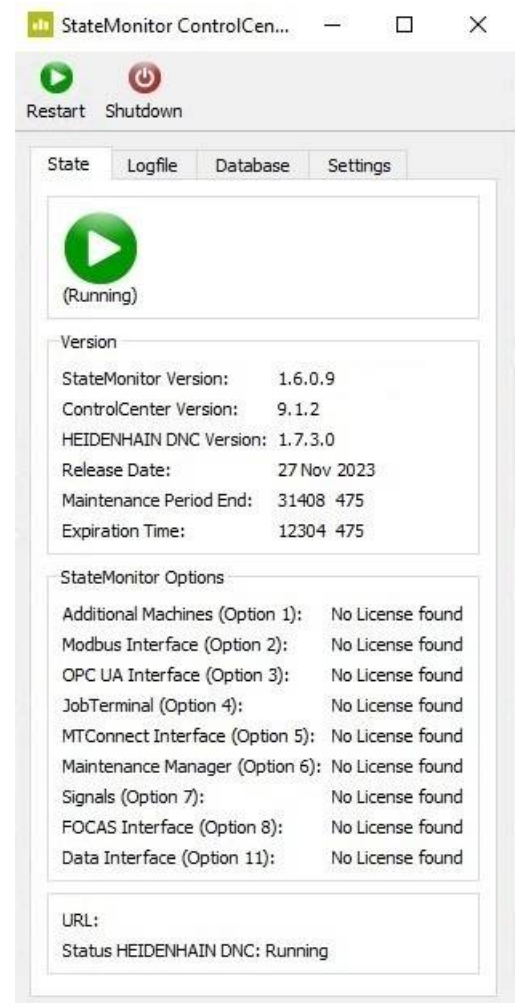 StateMonitor ControlCen...
Restart Shutdown
State Logfile Database Settings
(Running)
Version
StateMonitor Version: 1.6.0.9
ControlCenter Version: 9.1.2
HEIDENHAIN DNC Version: 1.7.3.0
Release Date: 27 Nov 2023
Maintenance Period End: 31408 475
Expiration Time: 12304 475
StateMonitor Options
Additional Machines (Option 1): No License found
Modbus Interface (Option 2): No License found
OPC UA Interface (Option 3): No License found
JobTerminal (Option 4): No License found
MTConnect Interface (Option 5): No License found
Maintenance Manager (Option 6): No License found
Signals (Option 7): No License found
FOCAS Interface (Option 8): No License found
Data Interface (Option 11): No License found
URL:
Status HEIDENHAIN DNC: Running